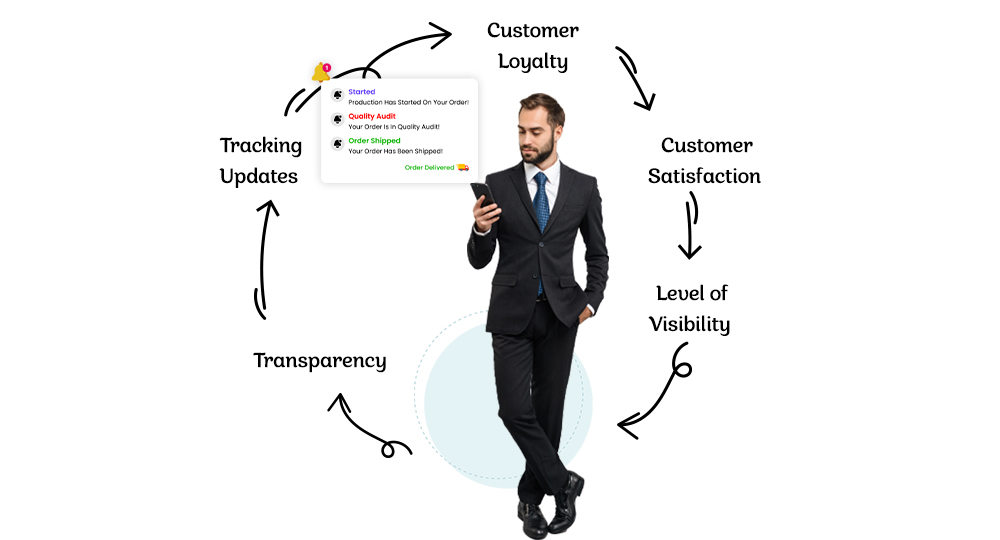 Customer
Loyalty
1
Started
Production Has Started On Your Order!
Quality Audit
Your Order Is In Quality Audit!
Order Shipped
Your Order Has Been Shipped!
Order Delivered
Tracking
Updates
Customer
Satisfaction
Level of
Visibility
Transparency